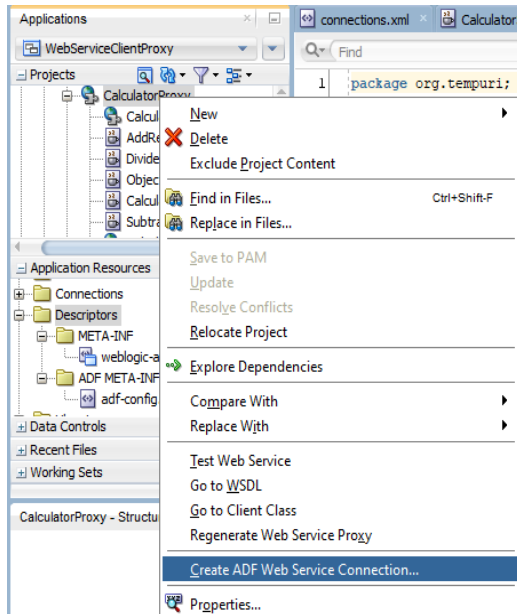 Applications
WebServiceClientProxy
Projects
CalculatorProxy
Calcul
AddRe
Divide
Objec
Calcul
Subtra
Application Resources
Connections
Descriptors
META-INF
weblogic-a
ADF META-INF
adf-config
Data Controls
Recent Files
Working Sets
CalculatorProxy - Structu
connections.xml
Calculator
Find
1 package org.tempuri;
New
Delete
Exclude Project Content
Find in Files... Ctrl+Shift-F
Replace in Files...
Save to PAM
Update
Resolve Conflicts
Relocate Project
Explore Dependencies
Compare With
Replace With
Test Web Service
Go to WSDL
Go to Client Class
Regenerate Web Service Proxy
Create ADF Web Service Connection...
Properties...